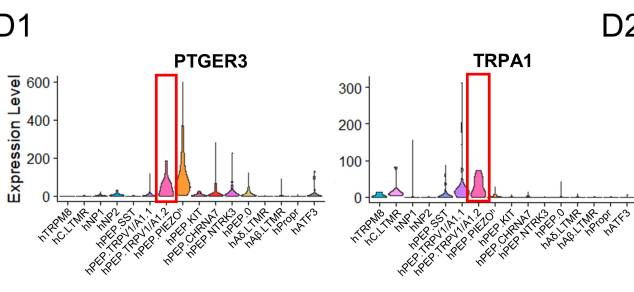 D1
D2
PTGER3
TRPA1
Expression Level
600
400
200
0
300
200
100
0
hTRPM8
hC.LTMR
hNP1
hNP2
hPEP.SST
hPEP.TRPV1/A1.1
hPEP.TRPV1/A1.2
hPEP.PIEZOʰ
hPEP.KIT
hPEP.CHRNA7
hPEP.NTRK3
hPEP.0
hAδ.LTMR
hAβ.LTMR
hPropr
hATF3
hTRPM8
hC.LTMR
hNP1
hNP2
hPEP.SST
hPEP.TRPV1/A1.1
hPEP.TRPV1/A1.2
hPEP.PIEZOʰ
hPEP.KIT
hPEP.CHRNA7
hPEP.NTRK3
hPEP.0
hAδ.LTMR
hAβ.LTMR
hPropr
hATF3